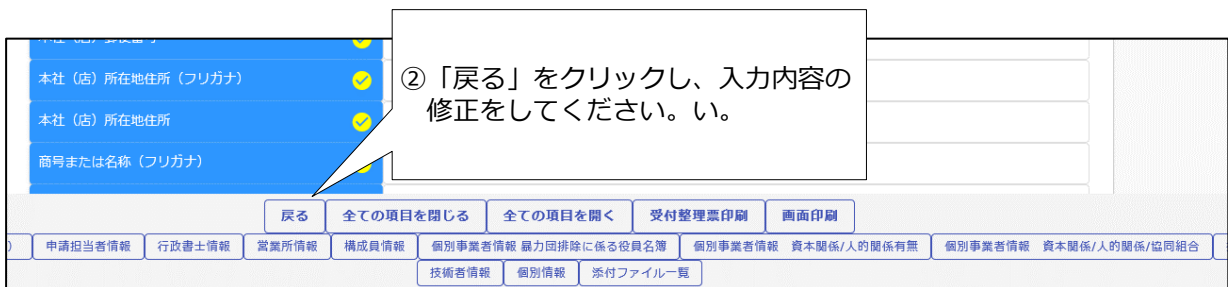 本社（店）郵便番号
本社（店）所在地住所（フリガナ）
本社（店）所在地住所
商号または名称（フリガナ）
②「戻る」をクリックし、入力内容の
修正をしてください。い。
戻る 全ての項目を閉じる 全ての項目を開く 受付整理票印刷 画面印刷
） 申請担当者情報 行政書士情報 営業所情報 構成員情報 個別事業者情報 暴力団排除に係る役員名簿 個別事業者情報 資本関係/人的関係有無 個別事業者情報 資本関係/人的関係/協同組合
技術者情報 個別情報 添付ファイル一覧